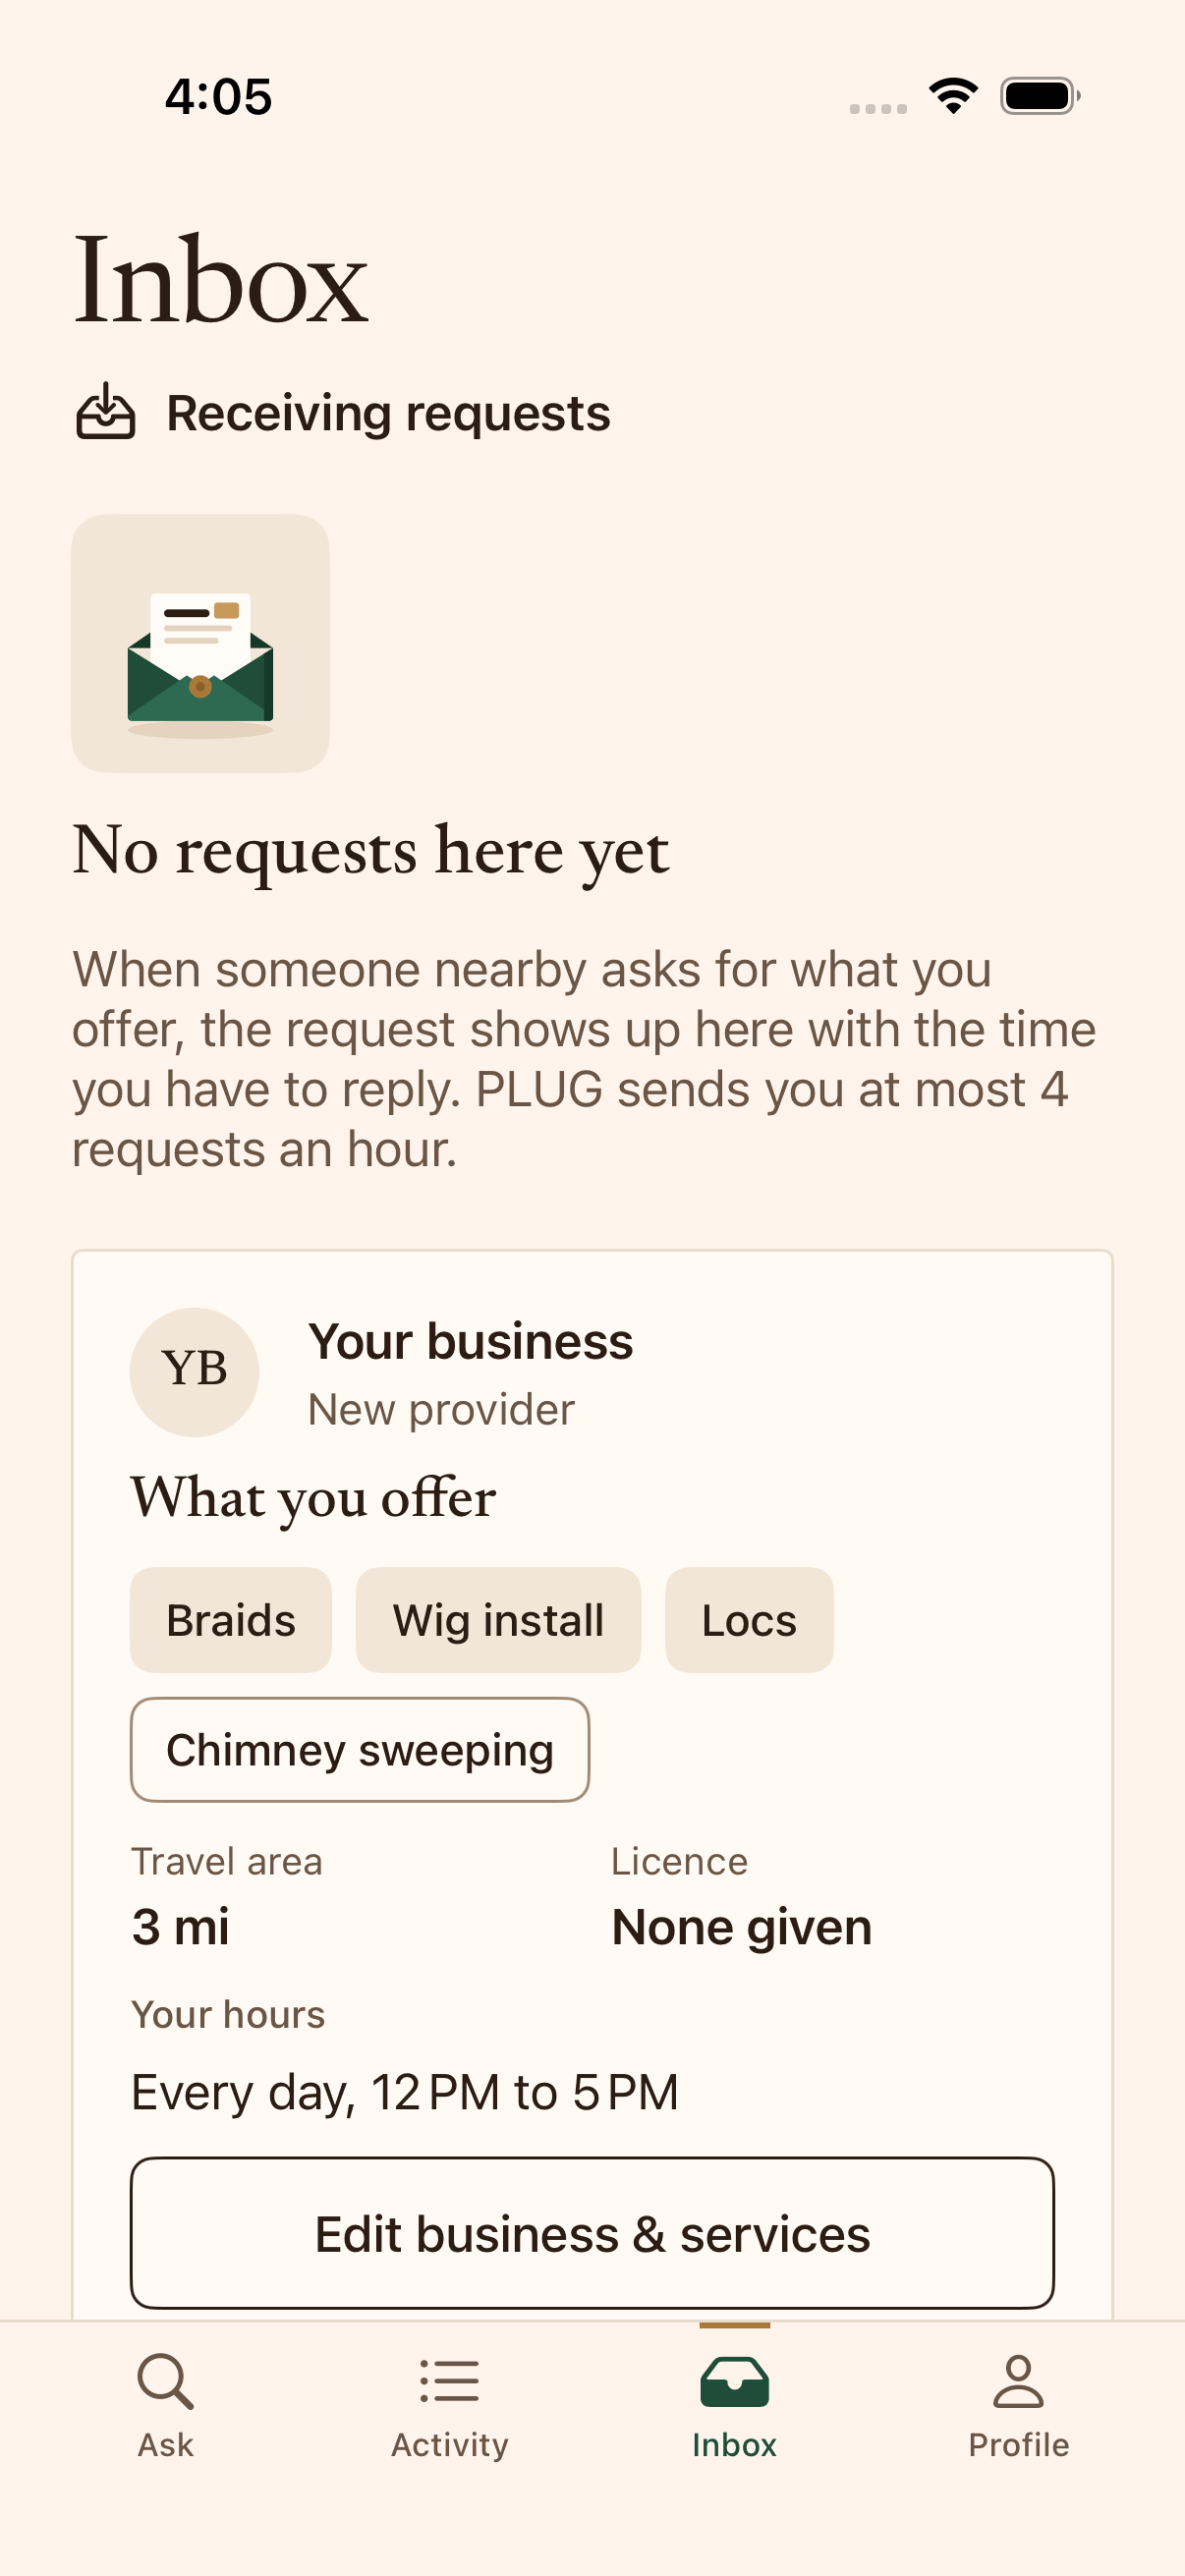 4:05
Inbox
Receiving requests
No requests here yet
When someone nearby asks for what you
offer, the request shows up here with the time
you have to reply. PLUG sends you at most 4
requests an hour.
YB
Your business
New provider
What you offer
Braids
Wig install
Locs
Chimney sweeping
Travel area
Licence
3 mi
None given
Your hours
Every day, 12 PM to 5 PM
Edit business & services
Ask
Activity
Inbox
Profile